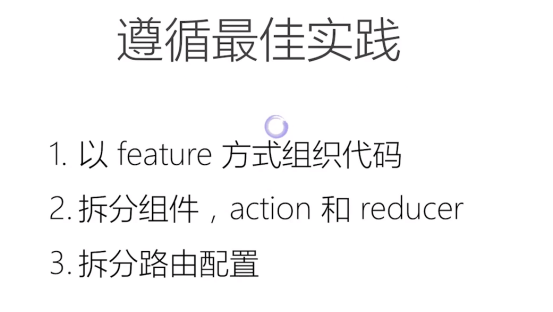 遵循最佳实践
1. 以 feature 方式组织代码
2. 拆分组件，action 和 reducer
3. 拆分路由配置